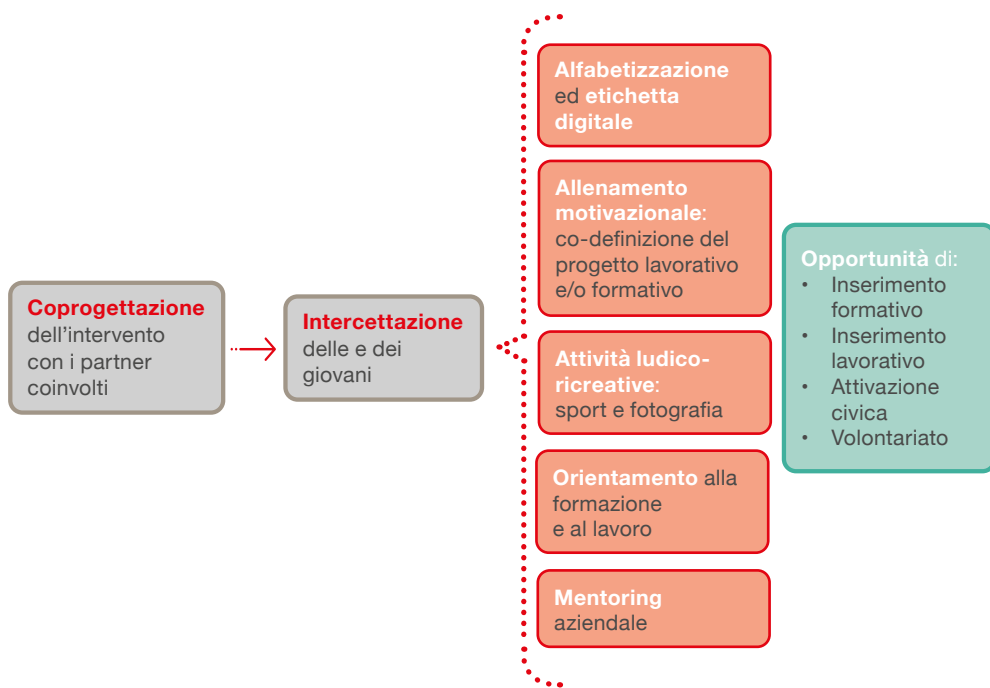 Coprogettazione
dell'intervento
con i partner
coinvolti
Intercettazione
delle e dei
giovani
Alfabetizzazione
ed etichetta
digitale
Allenamento
motivazionale:
co-definizione del
progetto lavorativo
e/o formativo
Attività ludico-
ricreative:
sport e fotografia
Orientamento alla
formazione
e al lavoro
Mentoring
aziendale
Opportunità di:
• Inserimento
formativo
• Inserimento
lavorativo
• Attivazione
civica
• Volontariato